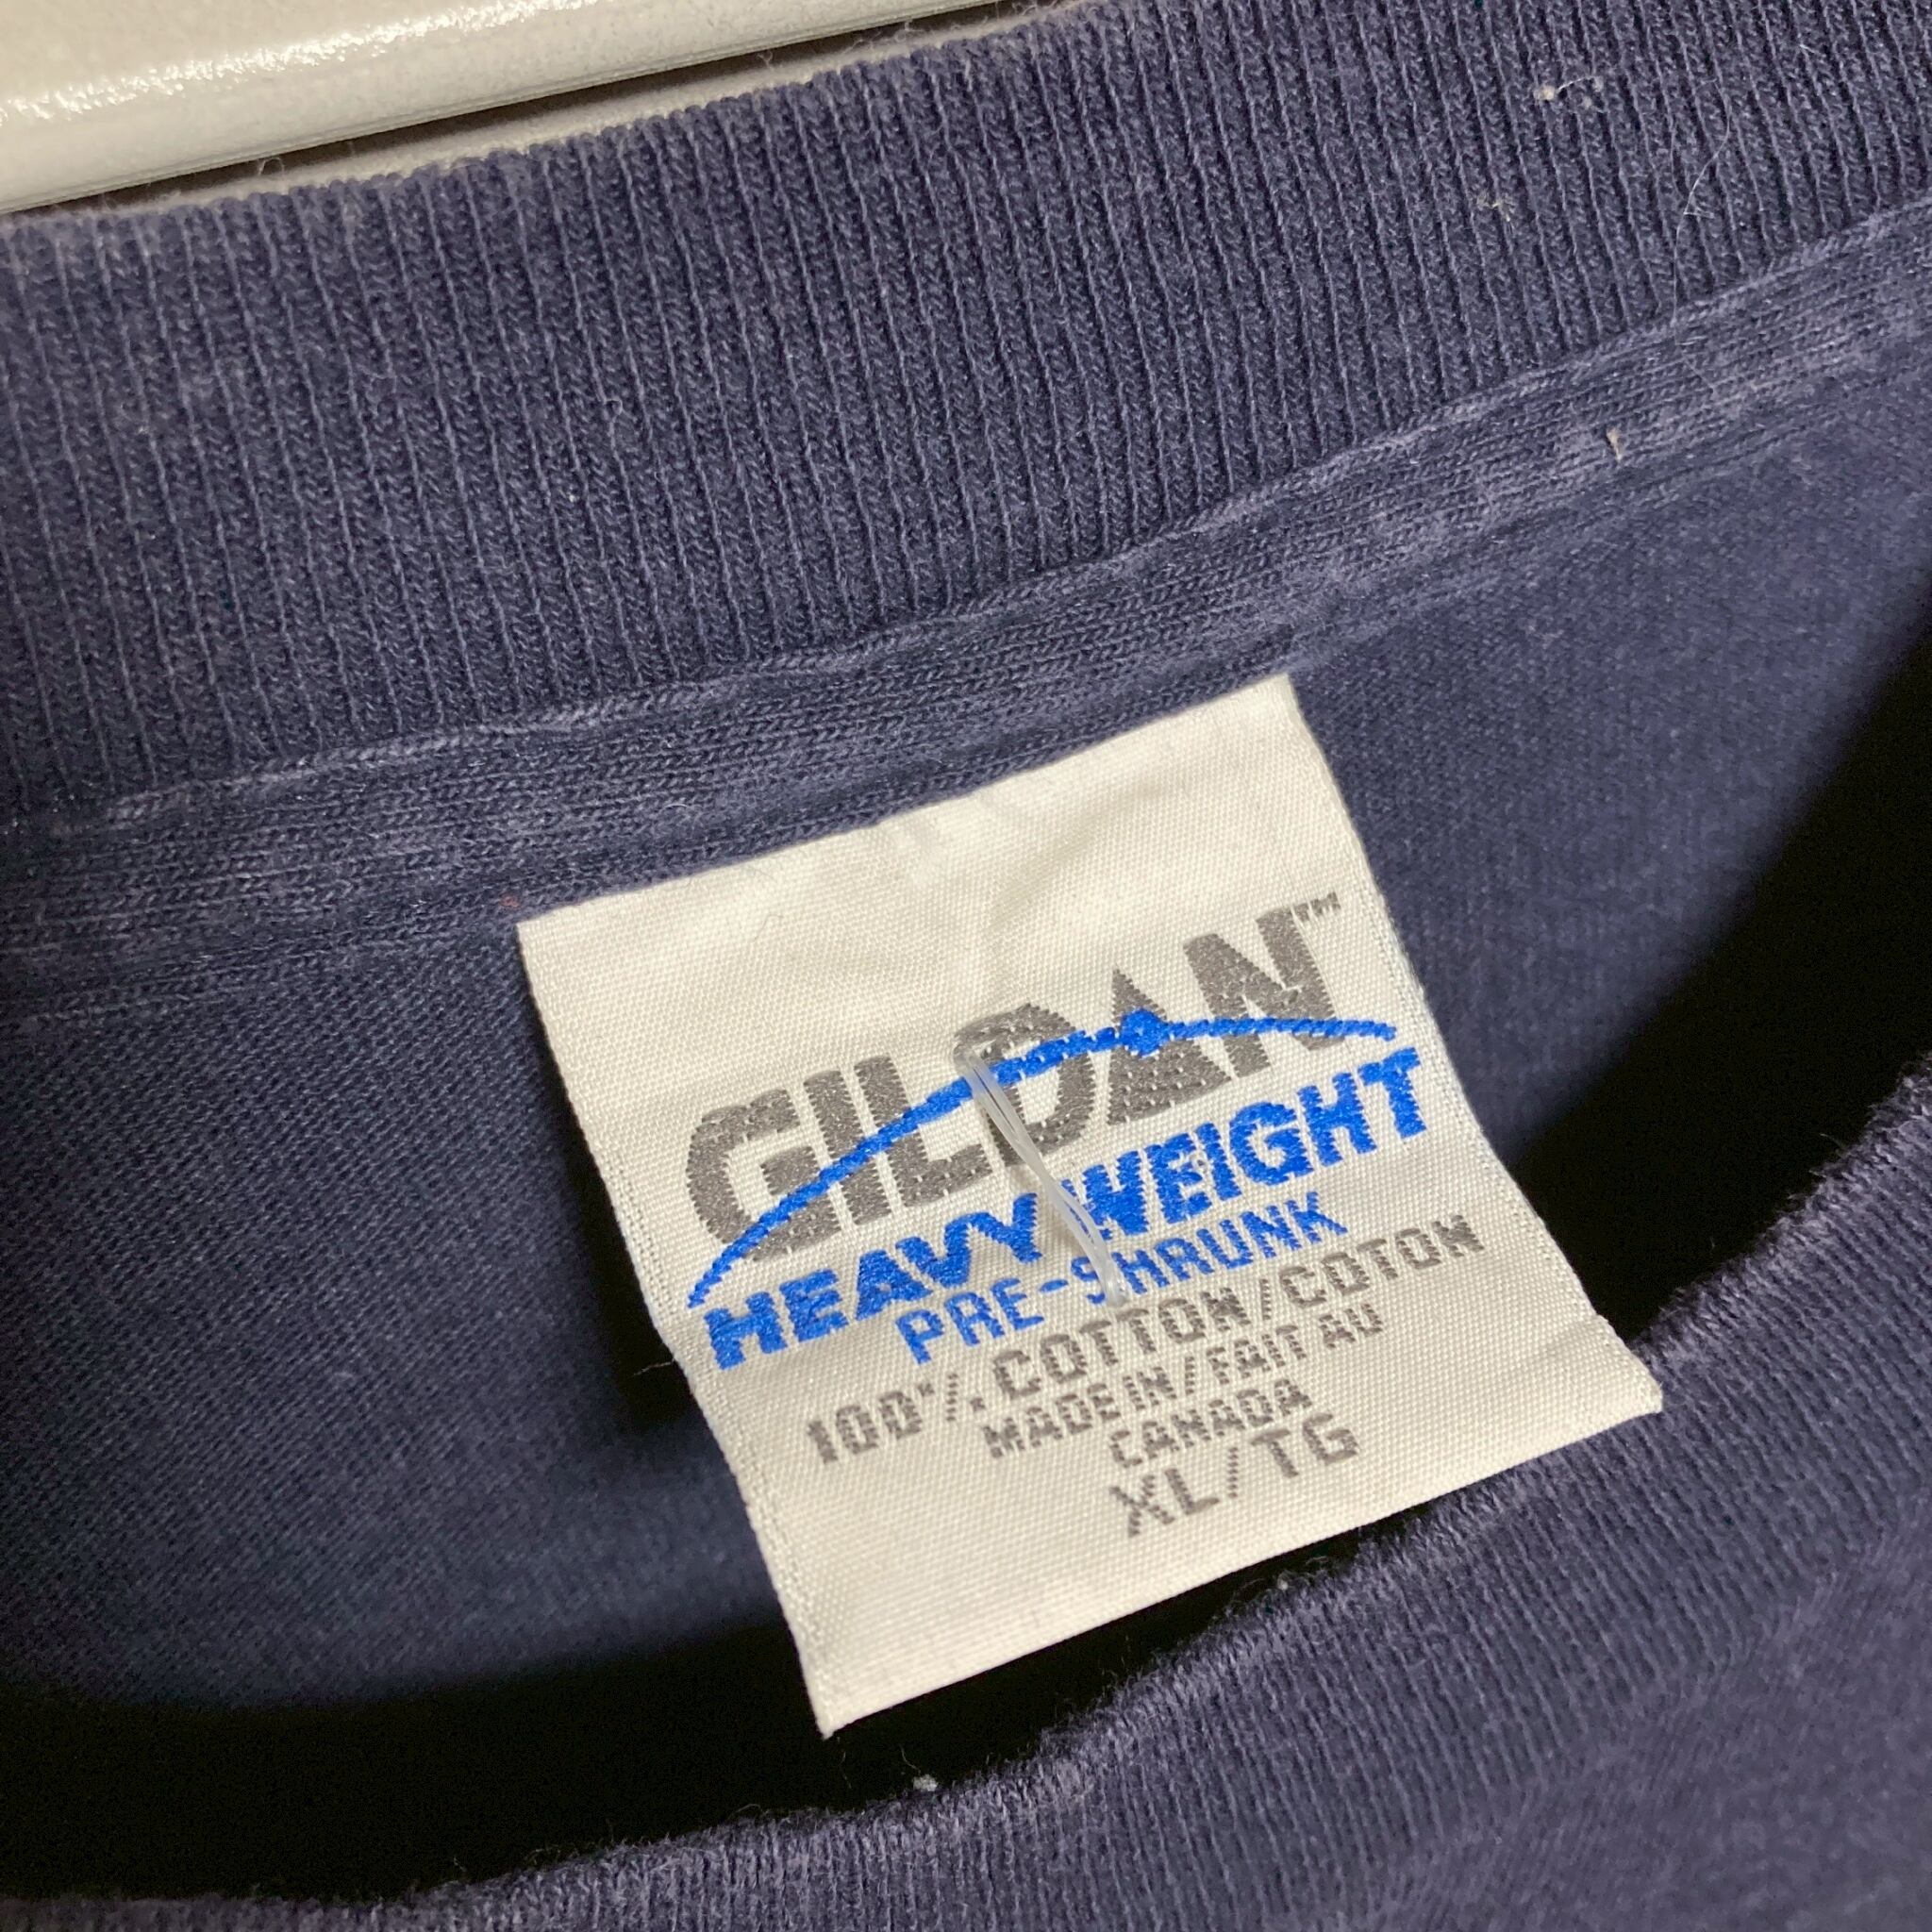 GILDAN™
HEAVYWEIGHT
PRE-SHRUNK
100% COTTON/COTON
MADE IN/FAIT AU
CANADA
XL/TG